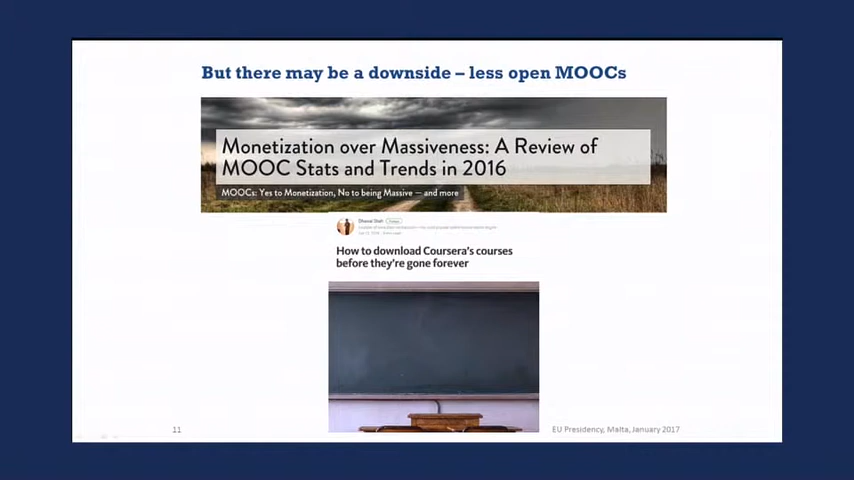 But there may be a downside – less open MOOCs
Monetization over Massiveness: A Review of
MOOC Stats and Trends in 2016
MOOCs: Yes to Monetization, No to being Massive — and more
Dhawal Shah
How to download Coursera's courses
before they're gone forever
11
EU Presidency, Malta, January 2017